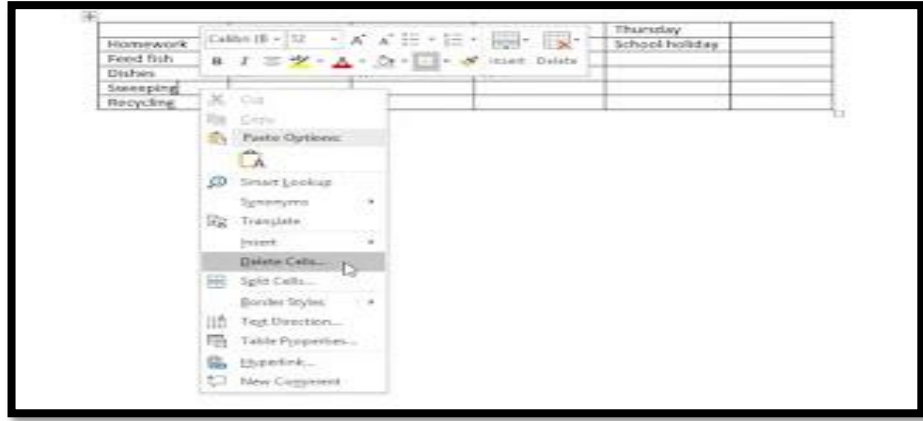 Thursday
Homework
School holiday
Feed fish
Dishes
Sweeping
Recycling
Calibri (B 12 A A
B I A Insert Delete
Cut
Copy
Paste Options:
A
Smart Lookup
Synonyms
Translate
Insert
Delete Cells...
Split Cells...
Border Styles
Text Direction...
Table Properties...
Hyperlink...
New Comment